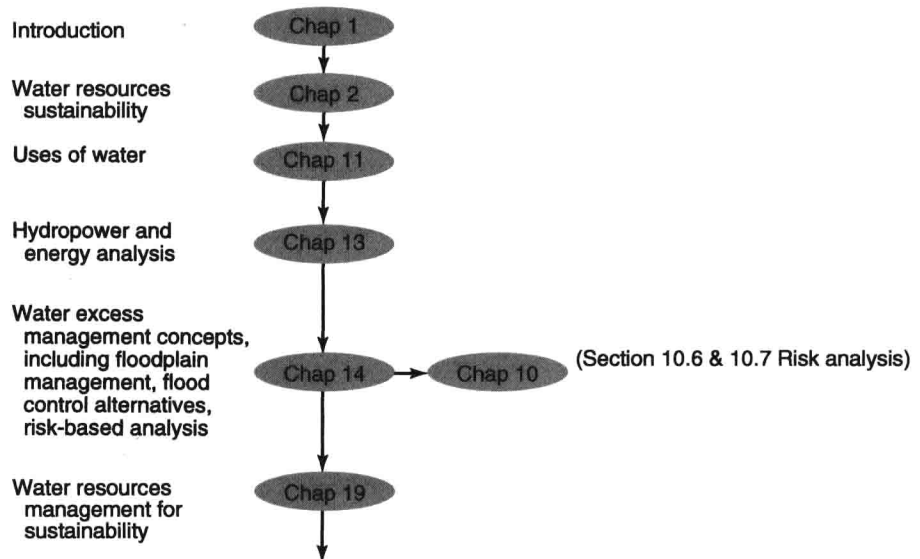 Introduction
Chap 1
Water resources
sustainability
Chap 2
Uses of water
Chap 11
Hydropower and
energy analysis
Chap 13
Water excess
management concepts,
including floodplain
management, flood
control alternatives,
risk-based analysis
Chap 14
Chap 10
(Section 10.6 & 10.7 Risk analysis)
Water resources
management for
sustainability
Chap 19